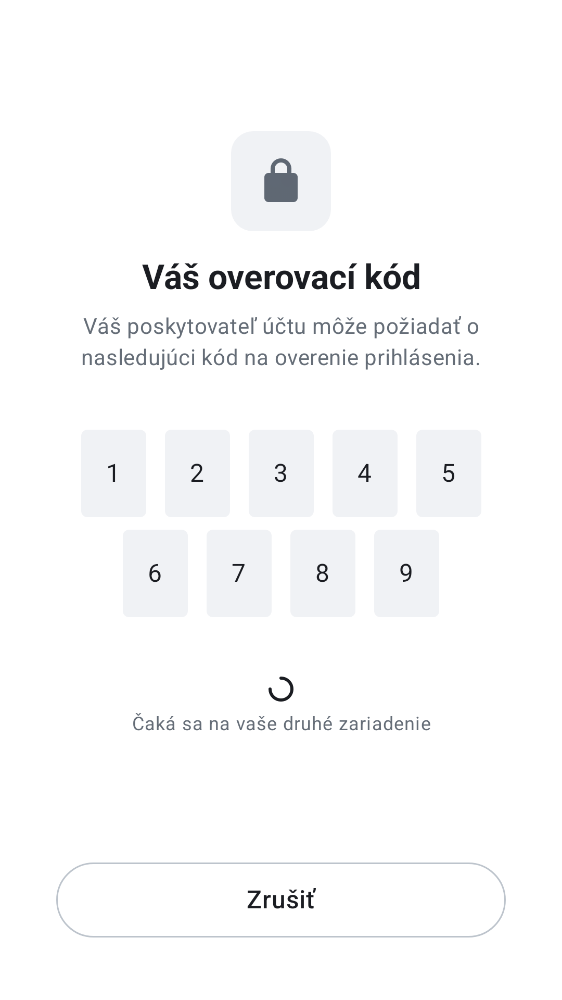 Váš overovací kód
Váš poskytovateľ účtu môže požiadať o
nasledujúci kód na overenie prihlásenia.
1 2 3 4 5
6 7 8 9
Čaká sa na vaše druhé zariadenie
Zrušiť